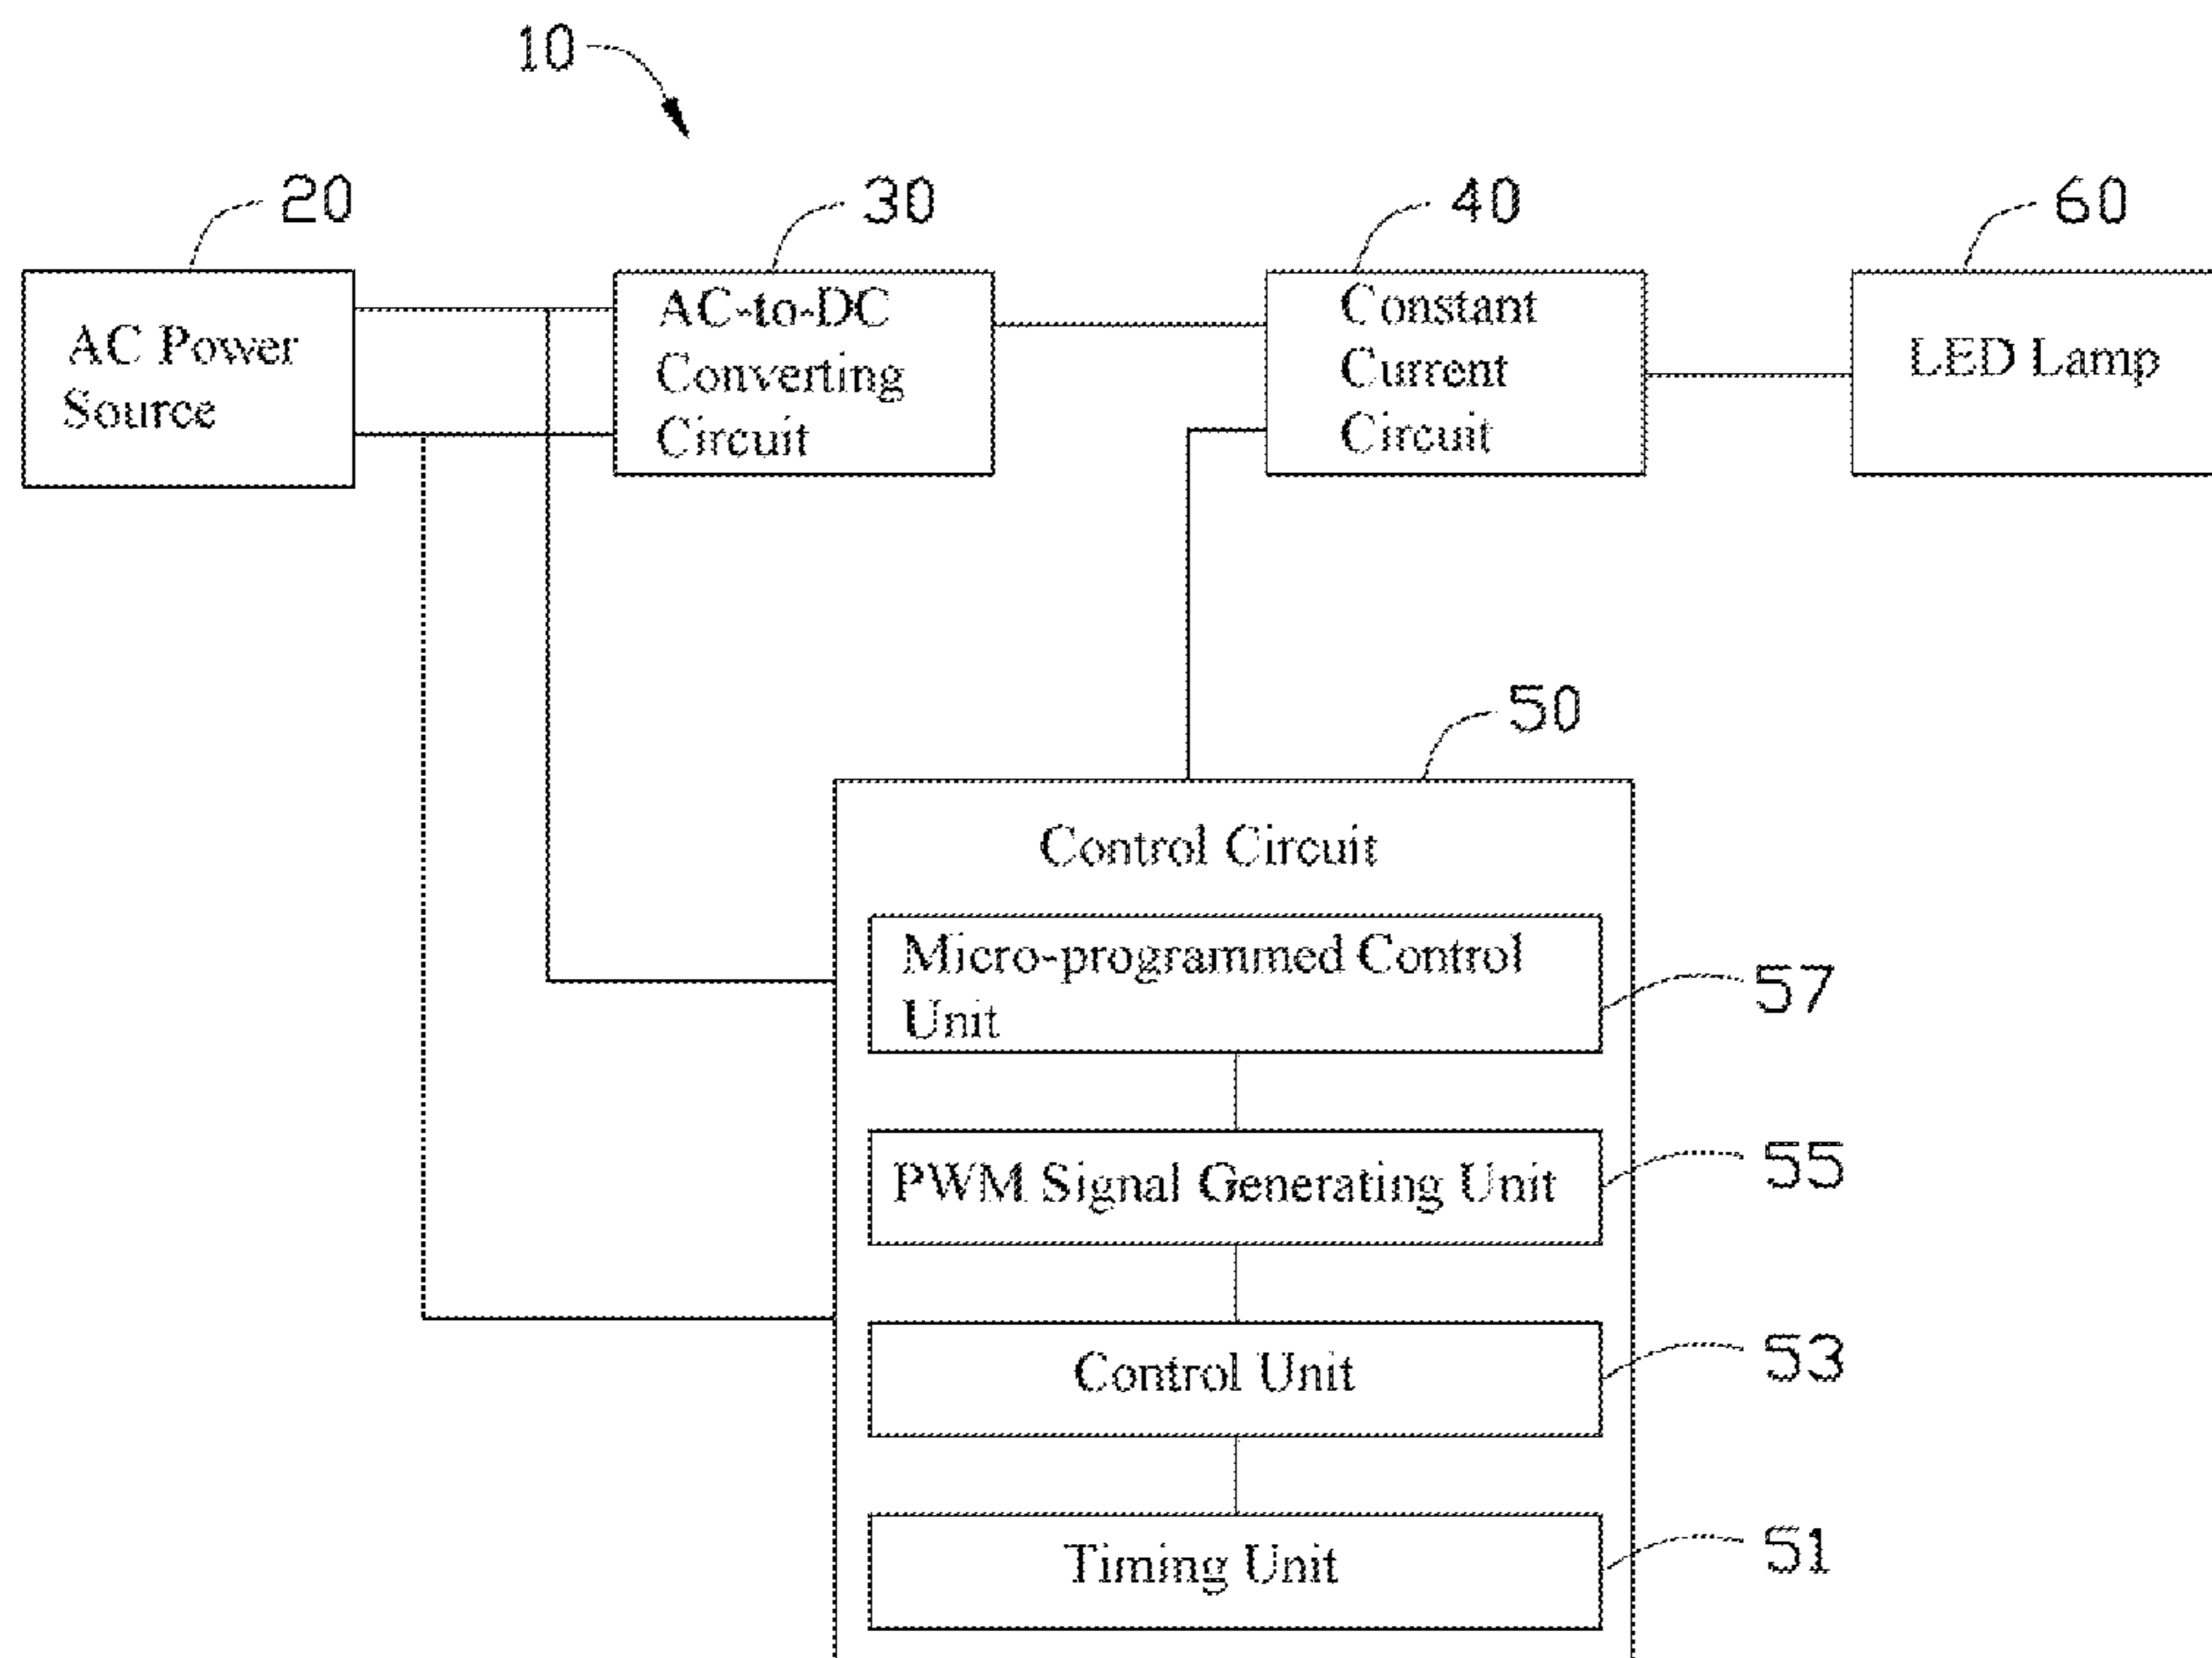 10
20
30
40
60
AC Power
Source
AC-to-DC
Converting
Circuit
Constant
Current
Circuit
LED Lamp
50
Control Circuit
Micro-programmed Control
Unit
57
PWM Signal Generating Unit
55
Control Unit
53
Timing Unit
51